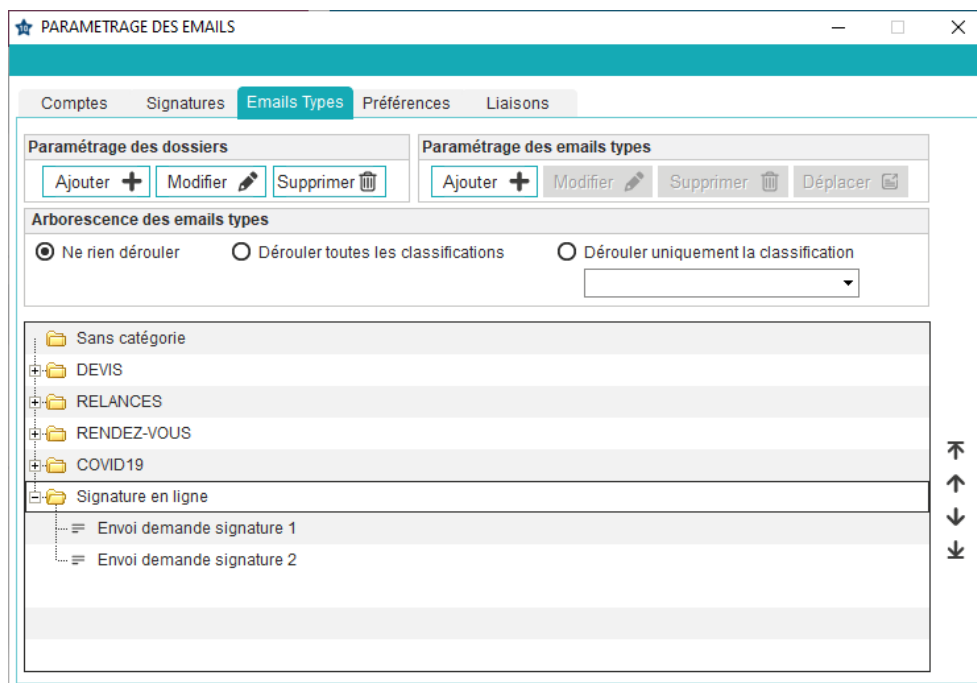 PARAMETRAGE DES EMAILS
Comptes Signatures Emails Types Préférences Liaisons
Paramétrage des dossiers
Ajouter Modifier Supprimer
Paramétrage des emails types
Ajouter Modifier Supprimer Déplacer
Arborescence des emails types
Ne rien dérouler Dérouler toutes les classifications Dérouler uniquement la classification
Sans catégorie
DEVIS
RELANCES
RENDEZ-VOUS
COVID19
Signature en ligne
Envoi demande signature 1
Envoi demande signature 2